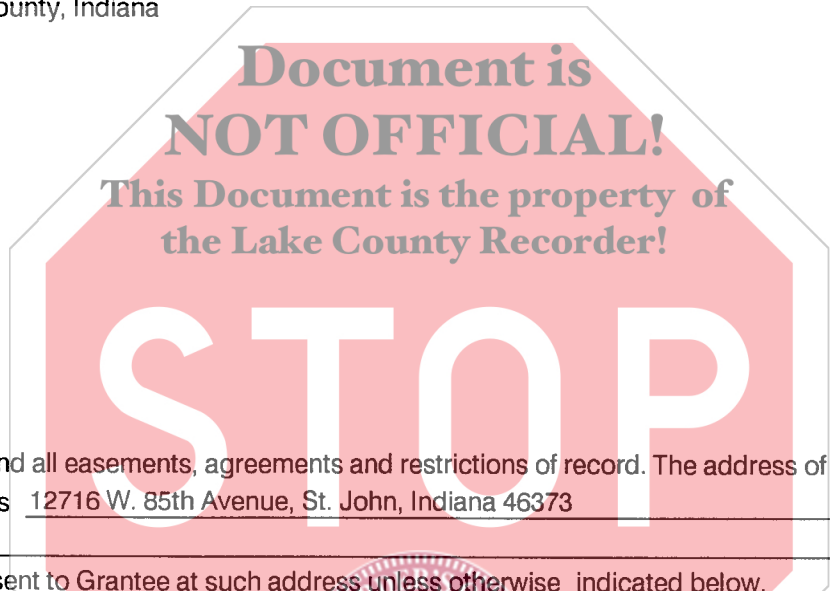 ounty, Indiana
Document is
NOT OFFICIAL!
This Document is the property of
the Lake County Recorder!
STOP
nd all easements, agreements and restrictions of record. The address of
s 12716 W. 85th Avenue, St. John, Indiana 46373
sent to Grantee at such address unless otherwise indicated below.